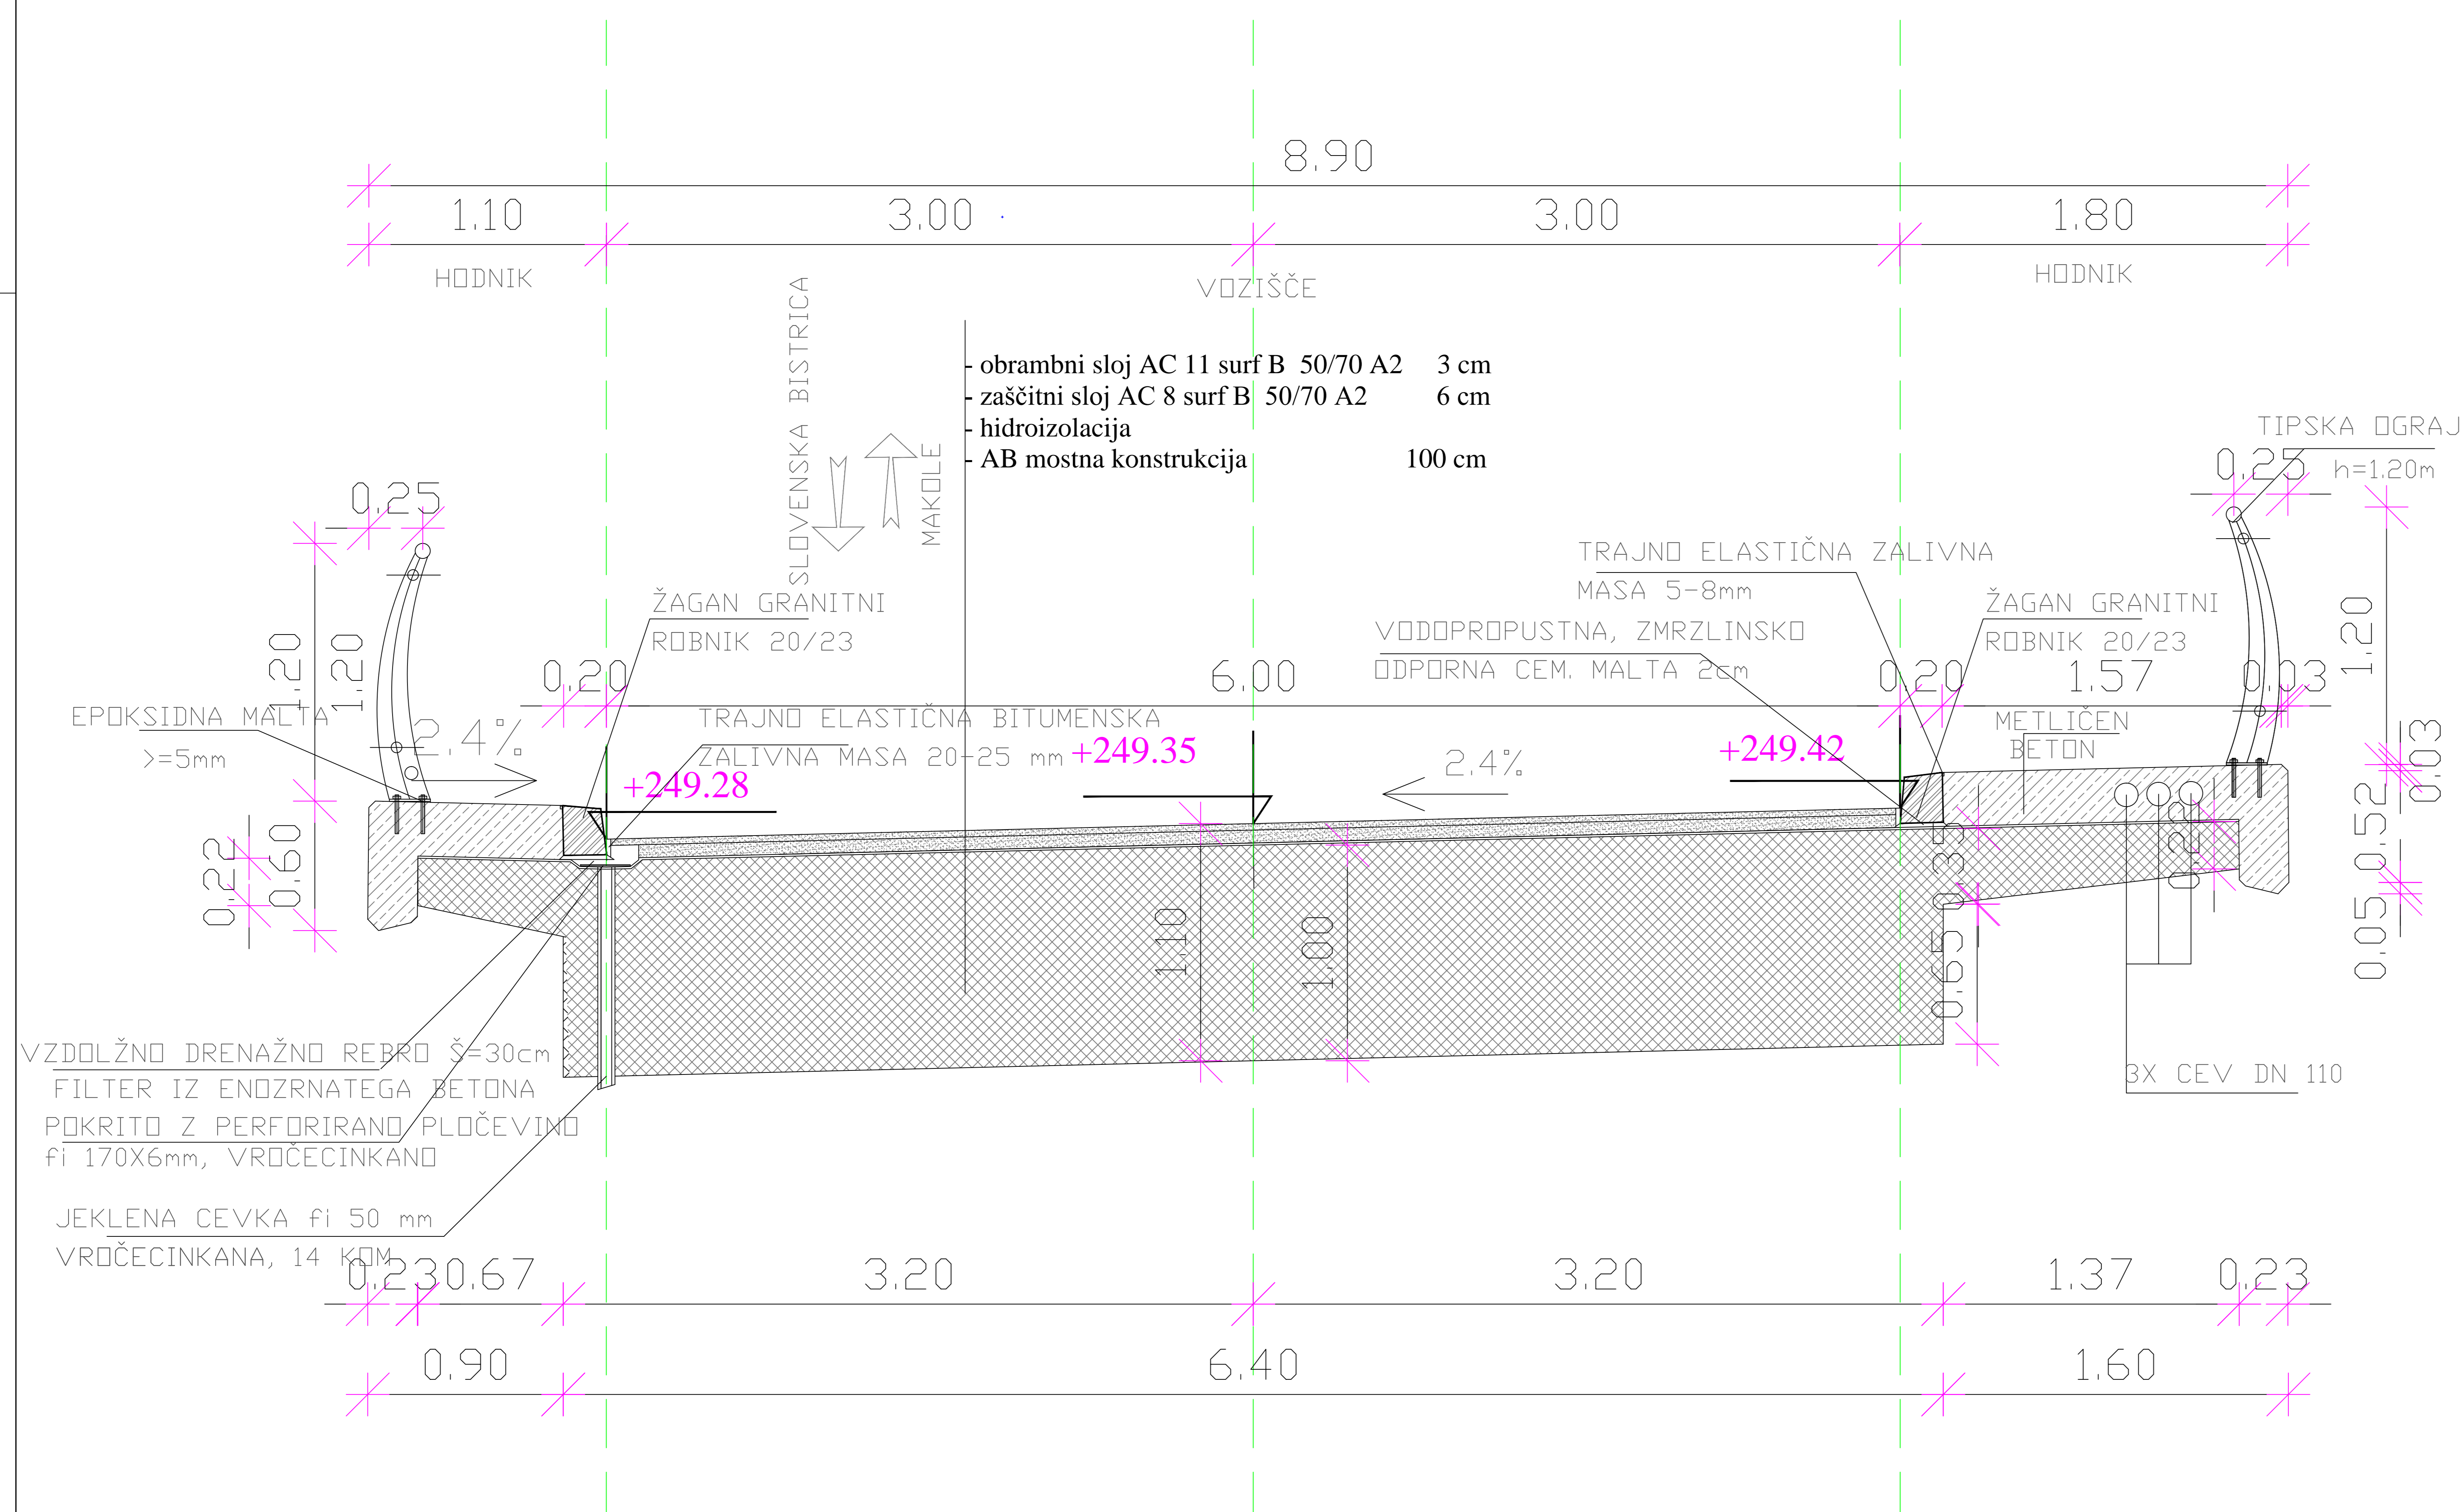 8.90
1.10
3.00
3.00
1.80
HODNIK
VOZIŠČE
HODNIK
SLOVENSKA BISTRICA
MAKOLE
- obrambni sloj AC 11 surf B 50/70 A2 3 cm
- zaščitni sloj AC 8 surf B 50/70 A2 6 cm
- hidroizolacija
- AB mostna konstrukcija 100 cm
TIPSKA OGRAJ
h=1.20m
0.25
0.25
1.20
1.20
1.20
ŽAGAN GRANITNI
ROBNIK 20/23
TRAJNO ELASTIČNA ZALIVNA
MASA 5-8mm
VODOPROPUSTNA, ZMRZLINSKO
ODPORNA CEM. MALTA 2cm
ŽAGAN GRANITNI
ROBNIK 20/23
0.20
6.00
0.20
1.57
0.03
EPOKSIDNA MALTA
>=5mm
2.4%
TRAJNO ELASTIČNA BITUMENSKA
ZALIVNA MASA 20-25 mm
+249.28
+249.35
2.4%
+249.42
METLIČEN
BETON
0.03
0.22
0.60
1.10
1.00
0.65
0.52
0.05
VZDOLŽNO DRENAŽNO REBRO Š=30cm
FILTER IZ ENOZRNATEGA BETONA
POKRITO Z PERFORIRANO PLOČEVINO
fi 170X6mm, VROČECINKANO
3X CEV DN 110
JEKLENA CEVKA fi 50 mm
VROČECINKANA, 14 KOM
0.23
0.67
3.20
3.20
1.37
0.23
0.90
6.40
1.60